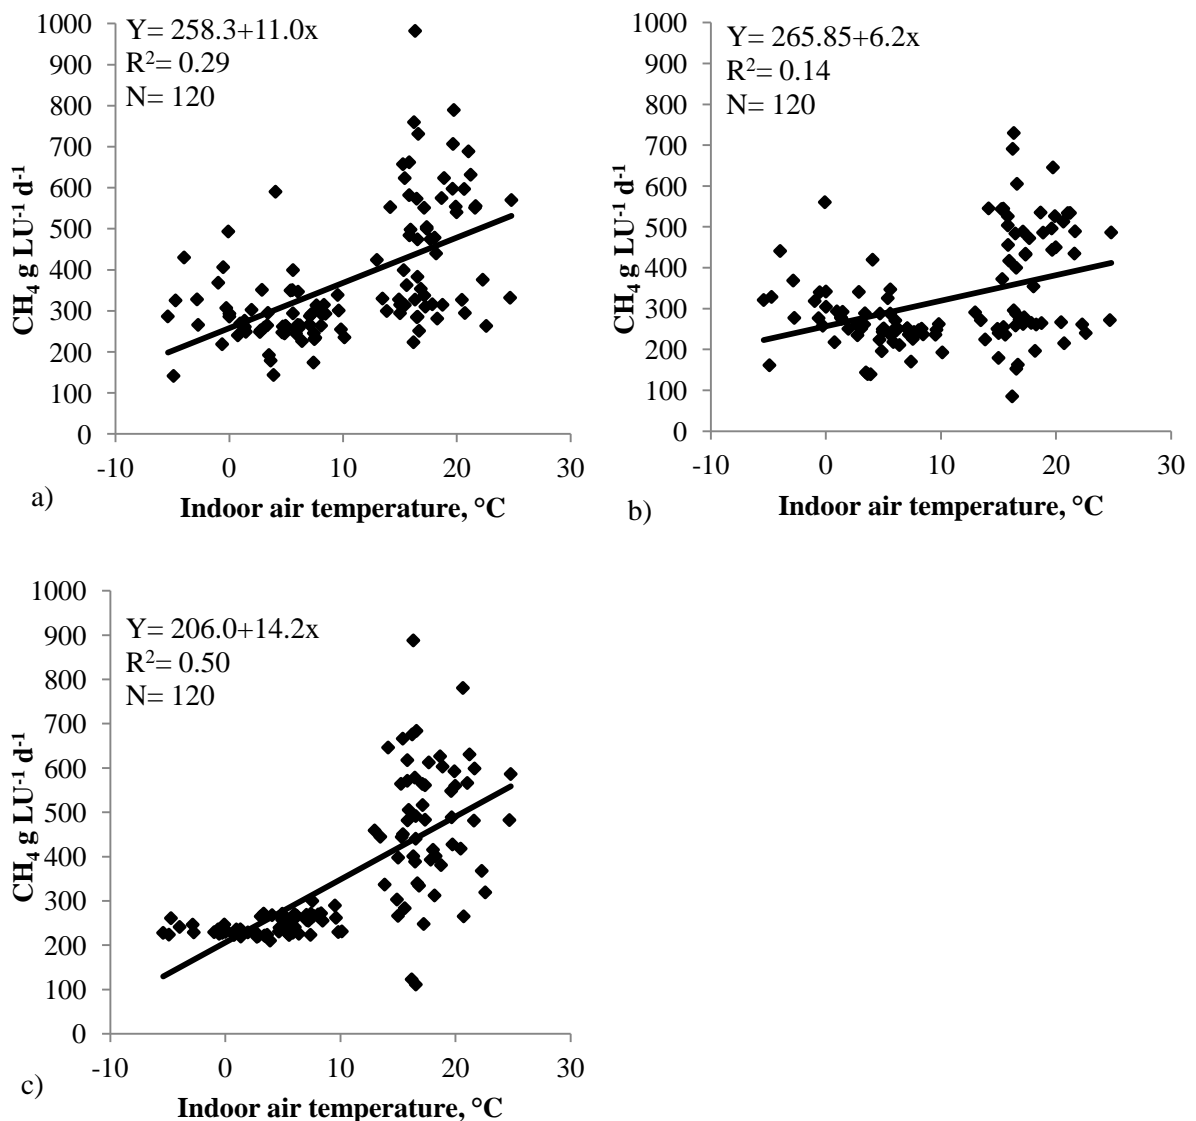 Y= 258.3+11.0x
R²= 0.29
N= 120
1000
900
800
700
600
500
400
300
200
100
0
CH₄ g LU⁻¹ d⁻¹
-10 0 10 20 30
Indoor air temperature, °C
a)
Y= 265.85+6.2x
R²= 0.14
N= 120
1000
900
800
700
600
500
400
300
200
100
0
CH₄ g LU⁻¹ d⁻¹
-10 0 10 20 30
Indoor air temperature, °C
b)
Y= 206.0+14.2x
R²= 0.50
N= 120
1000
900
800
700
600
500
400
300
200
100
0
CH₄ g LU⁻¹ d⁻¹
-10 0 10 20 30
Indoor air temperature, °C
c)